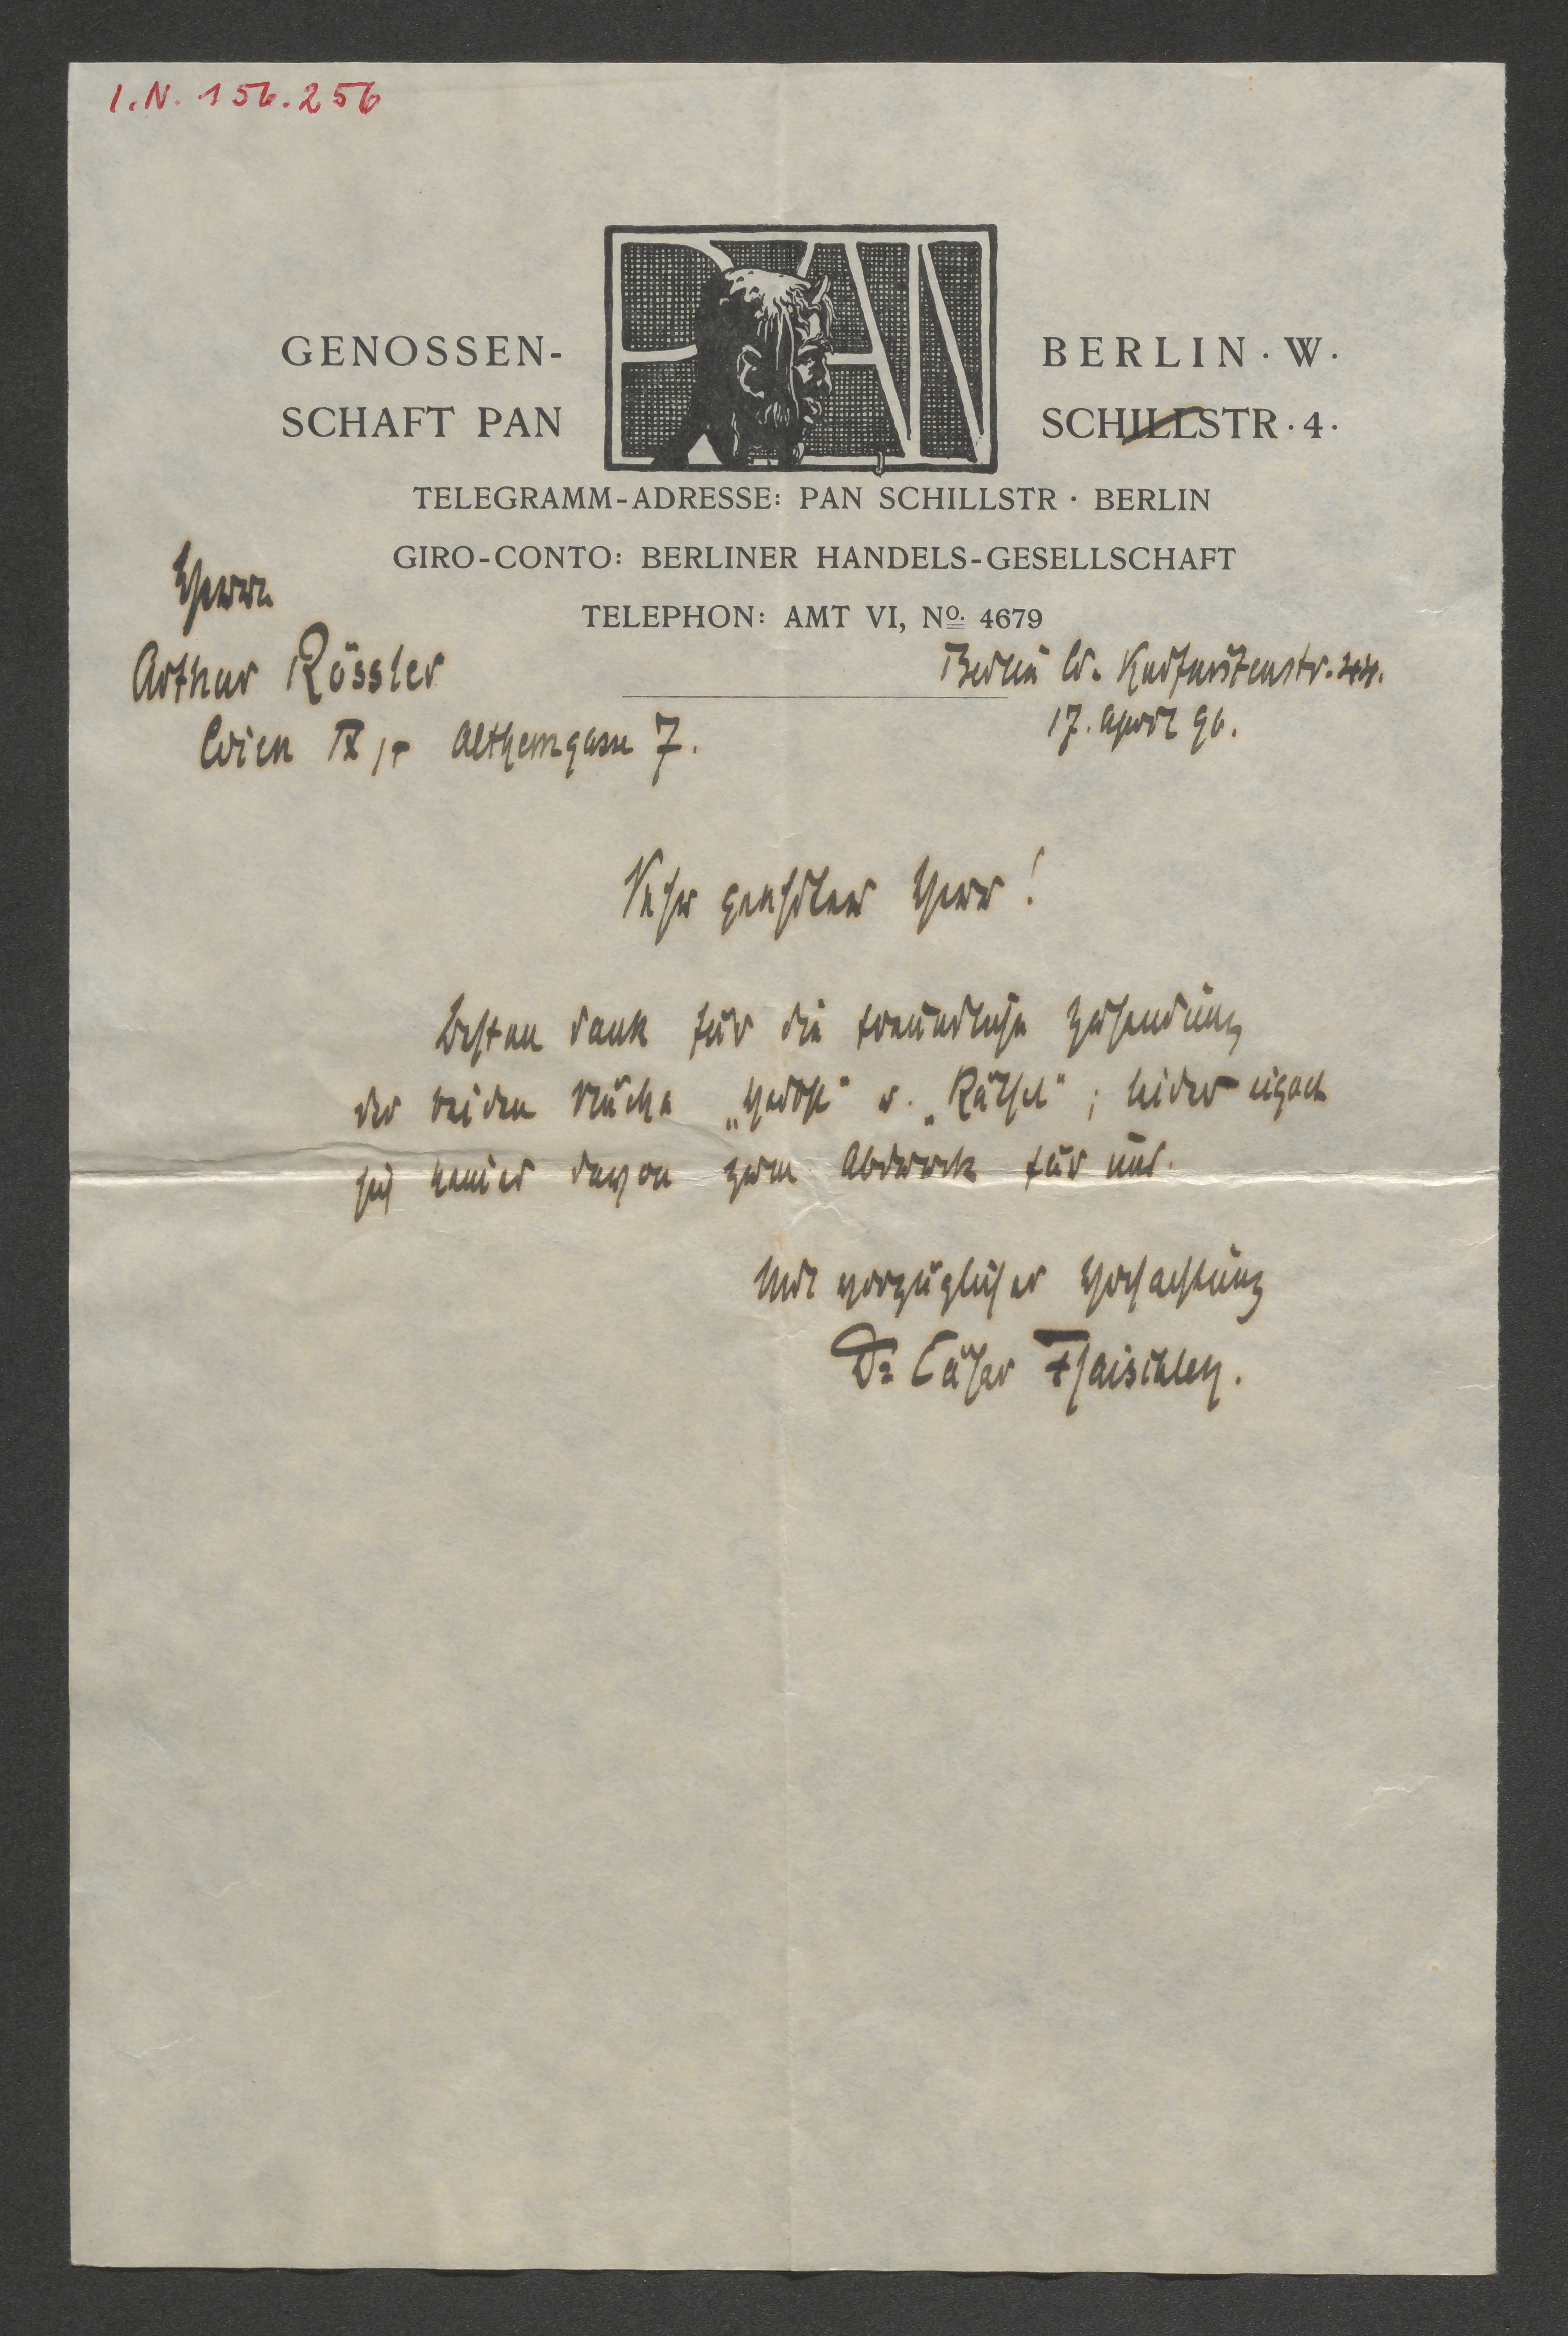 I.N. 156.256
PAN
GENOSSEN-
SCHAFT PAN
BERLIN · W ·
SCHILLSTR · 4 ·
TELEGRAMM-ADRESSE: PAN SCHILLSTR · BERLIN
GIRO-CONTO: BERLINER HANDELS-GESELLSCHAFT
TELEPHON: AMT VI, No. 4679
Herrn
Arthur Rössler
Wien IX Althemgasse 7.
Berlin W. Kurfürstenstr. 44.
17. April 96.
Sehr geehrter Herr!
Besten Dank für die freundliche Zusendung
der beiden Stücke „Herbst“ u. „Rätsel“; leider eignet
sich keines davon zum Abdruck für uns.
Mit vorzüglicher Hochachtung
Dr Cäsar Flaischlen.